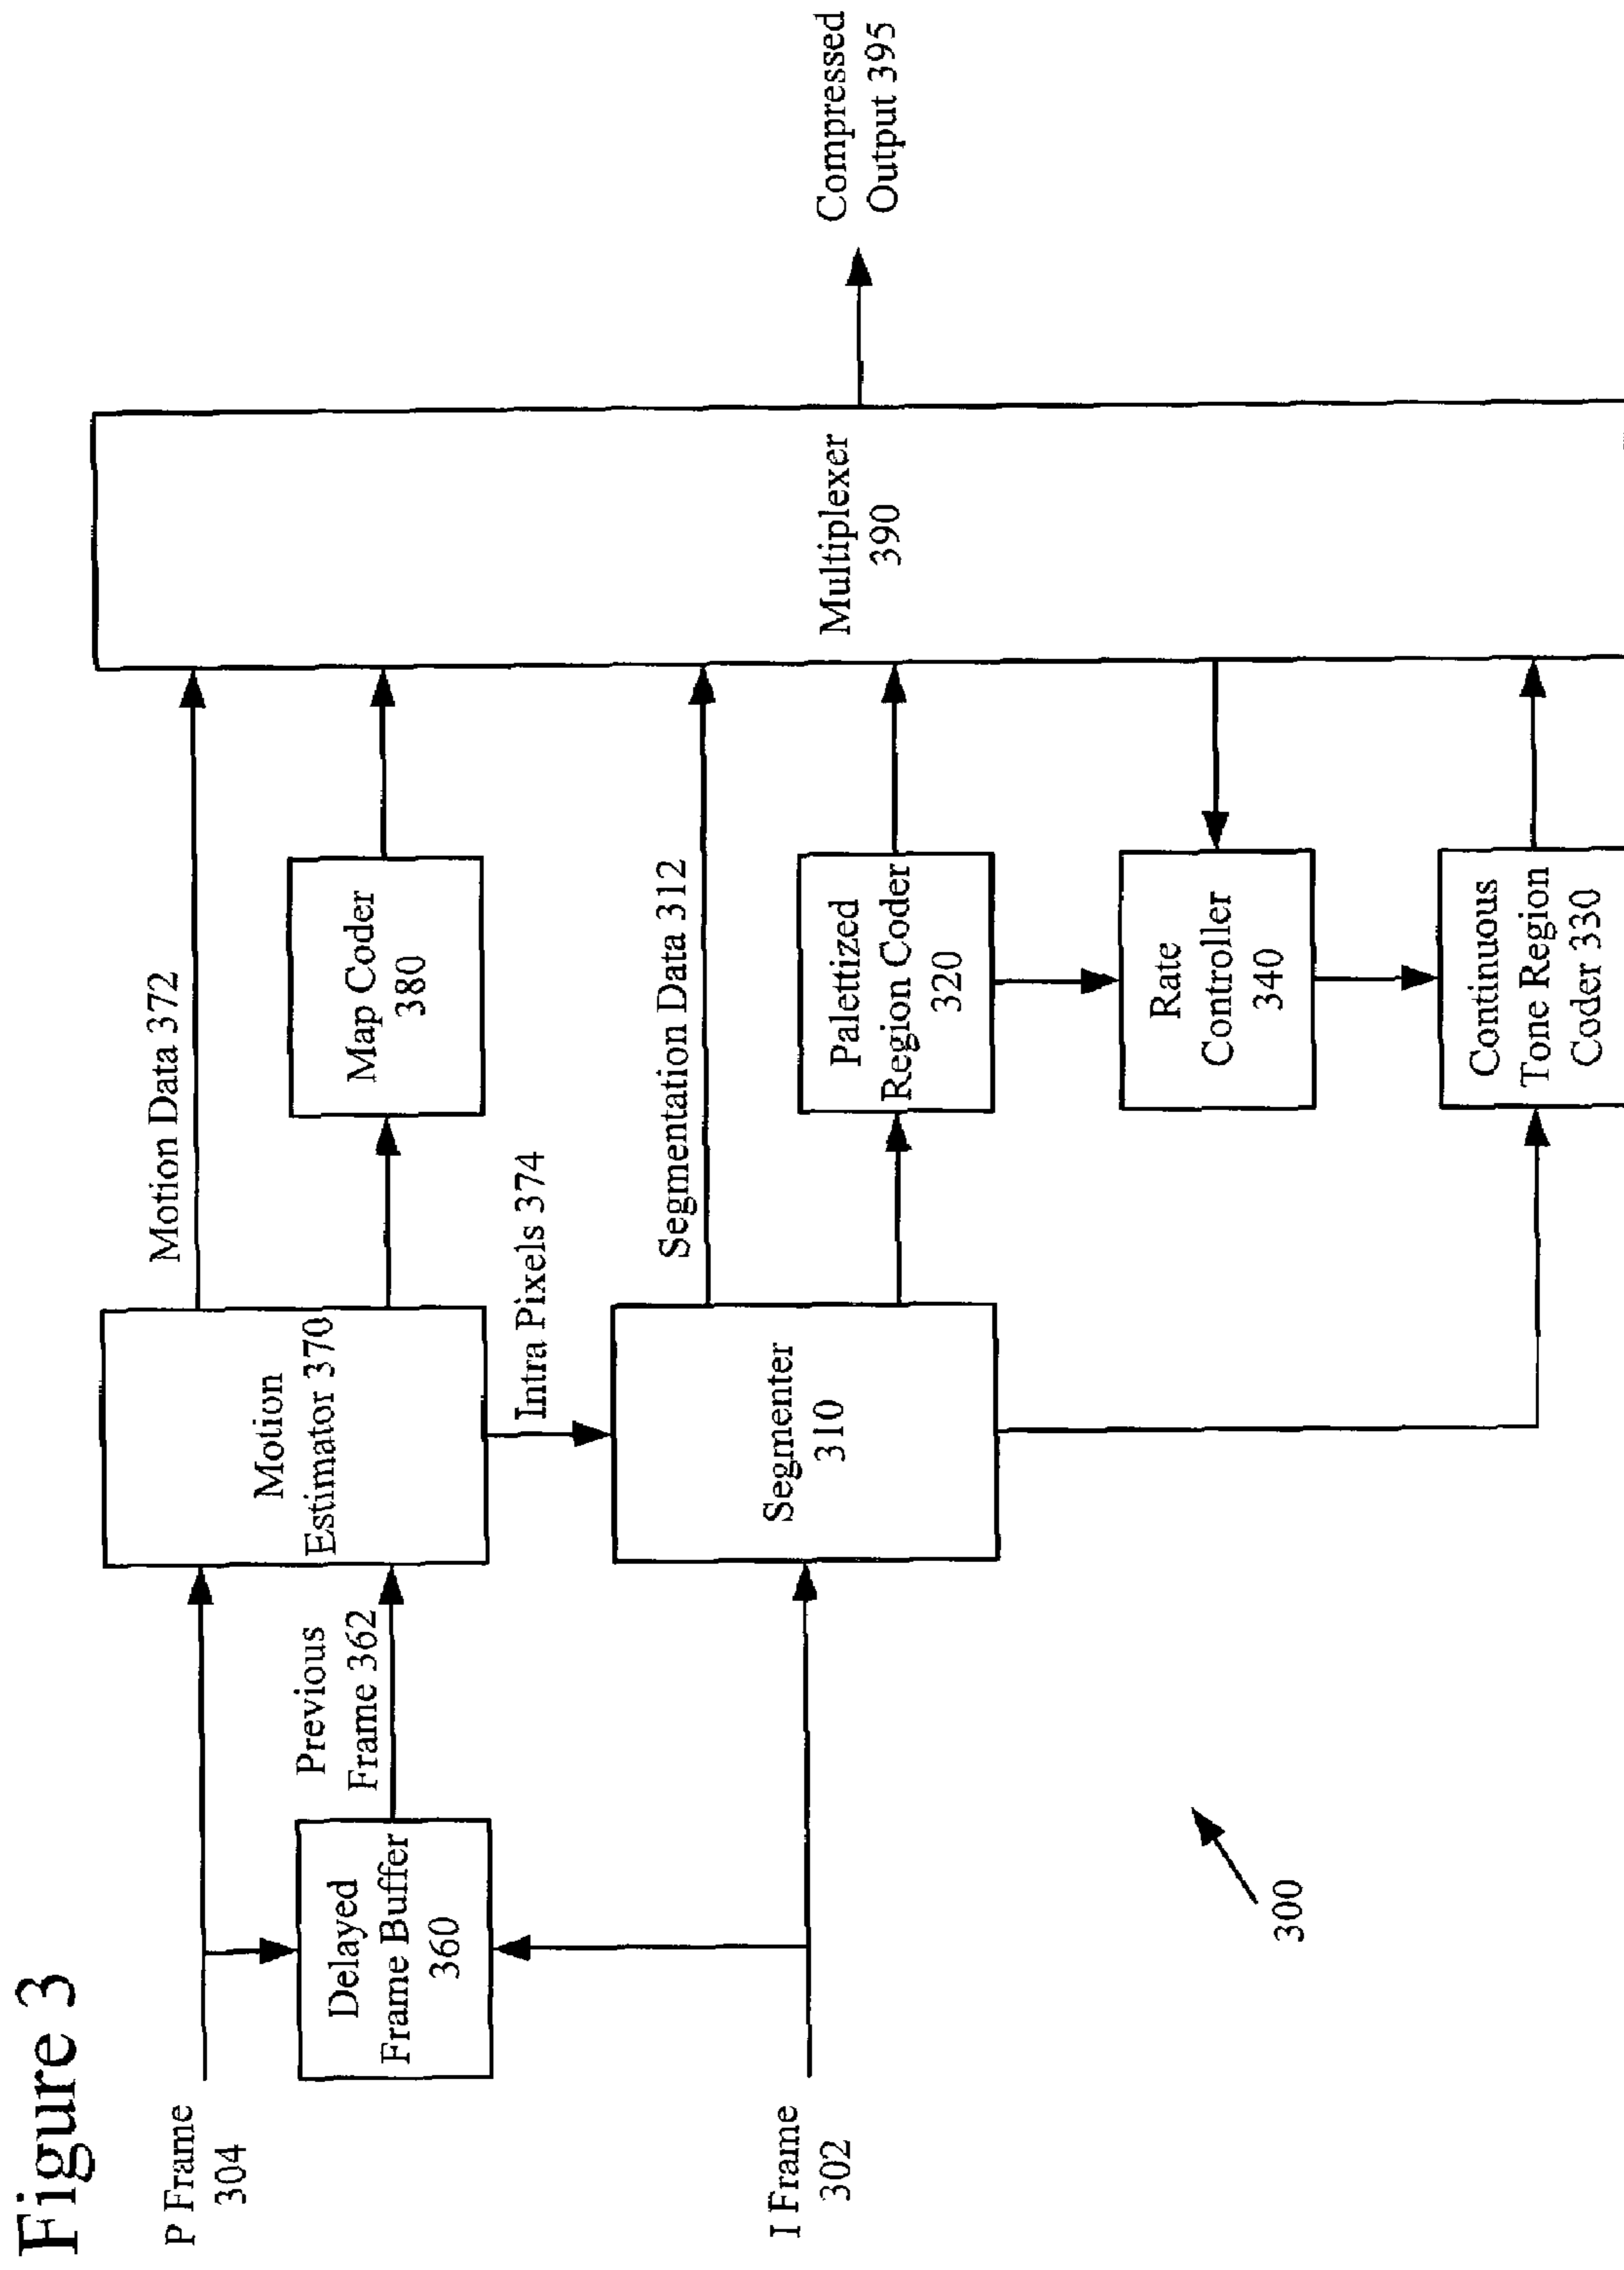 Figure 3
P Frame
304
Delayed
Frame Buffer
360
Previous
Frame 362
I Frame
302
Motion
Estimator 370
Motion Data 372
Map Coder
380
Intra Pixels 374
Segmenter
310
Segmentation Data 312
Palettized
Region Coder
320
Rate
Controller
340
Continuous
Tone Region
Coder 330
Multiplexer
390
Compressed
Output 395
300